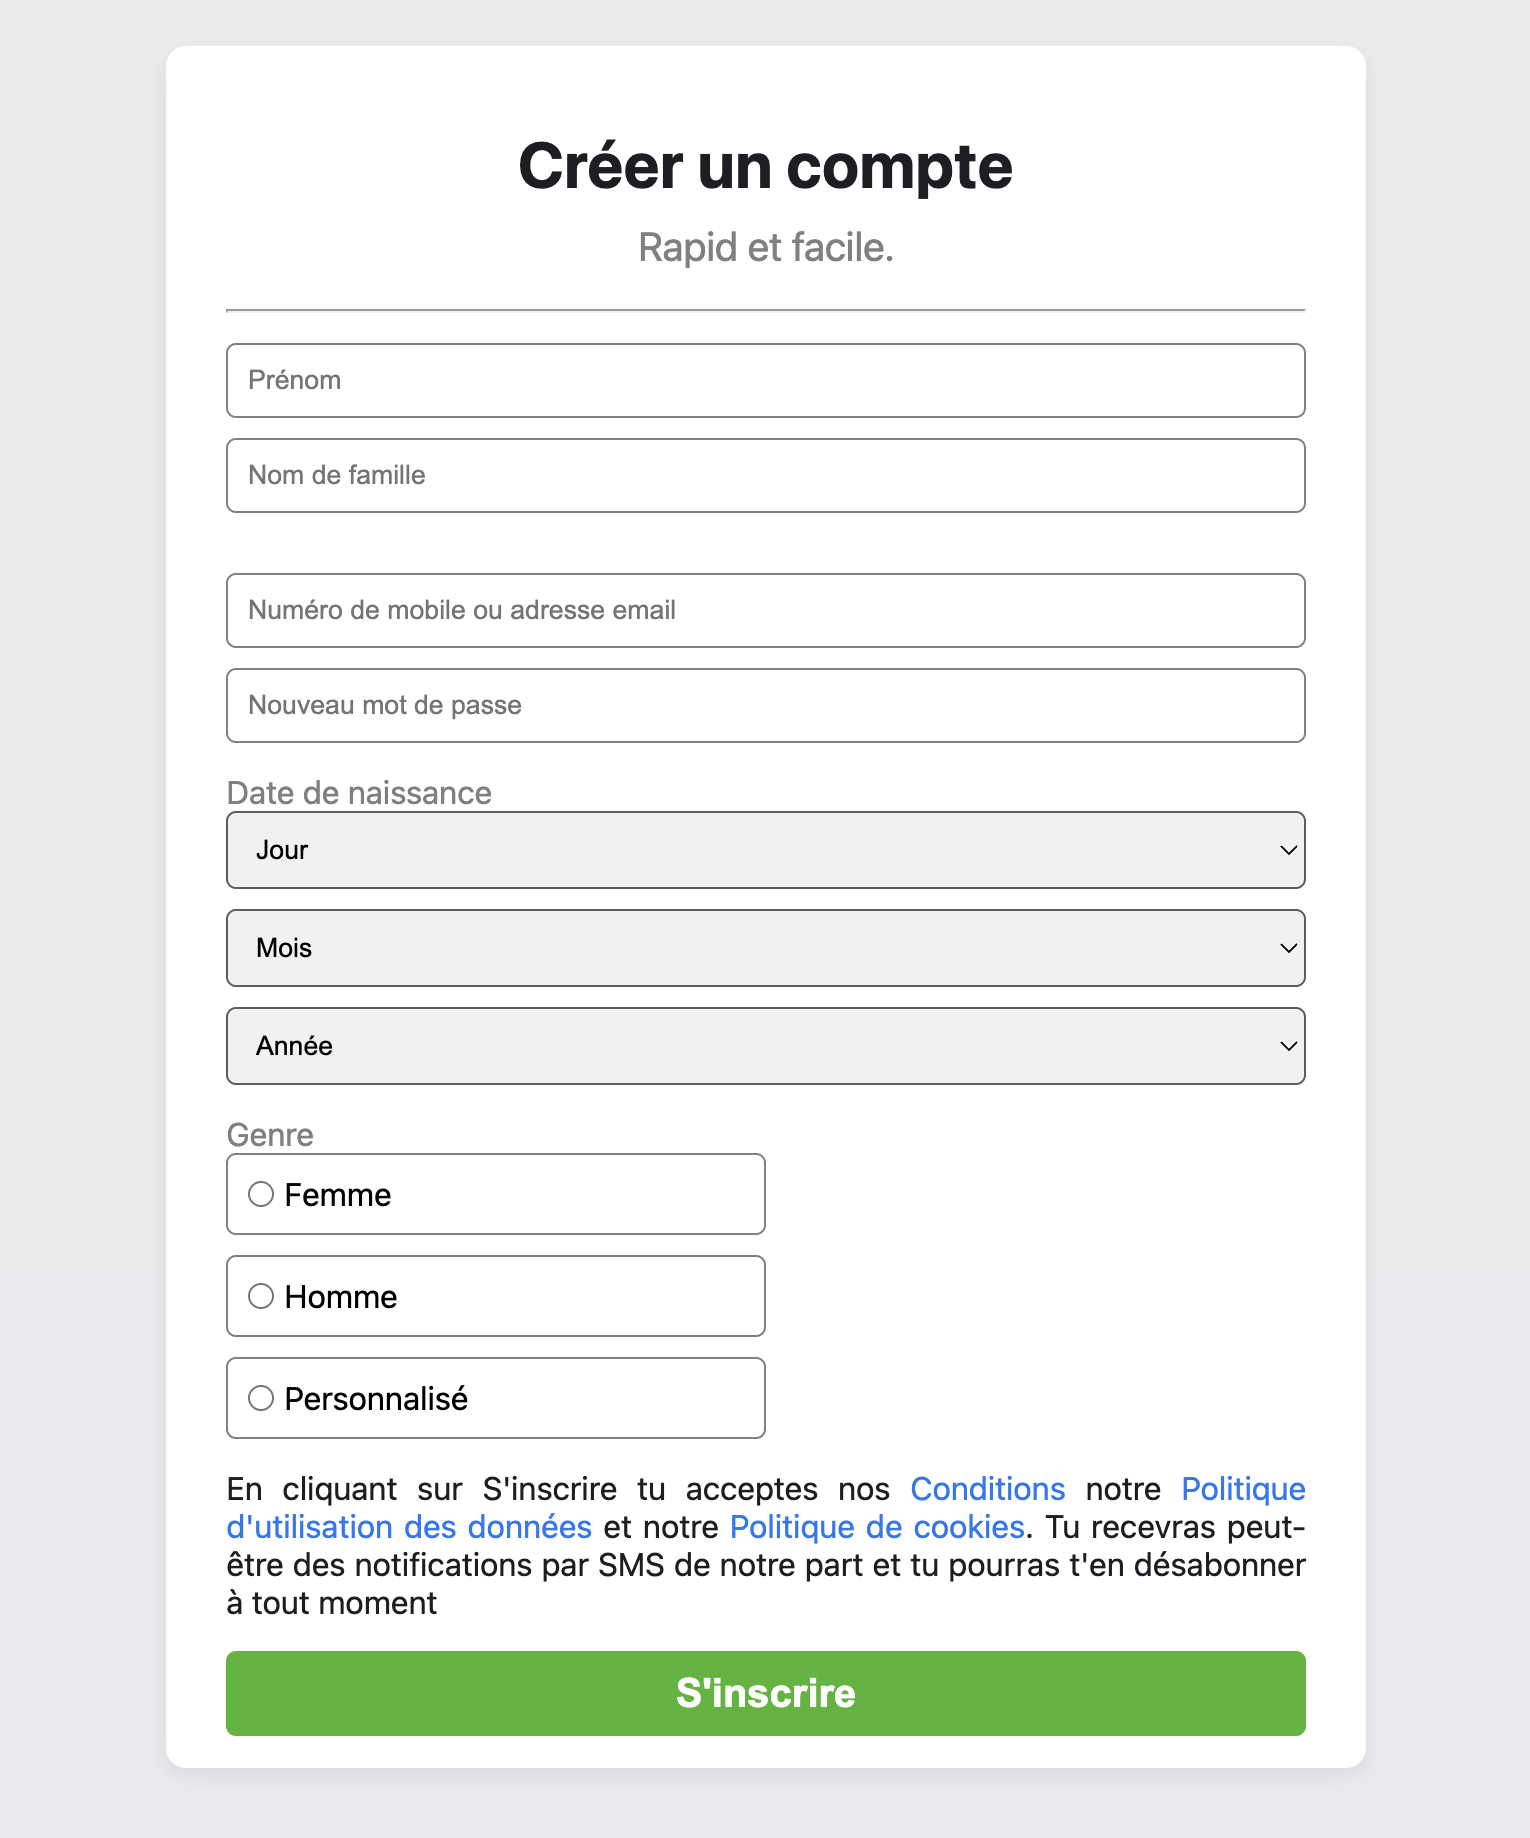 Créer un compte
Rapid et facile.
Prénom
Nom de famille
Numéro de mobile ou adresse email
Nouveau mot de passe
Date de naissance
Jour
Mois
Année
Genre
Femme
Homme
Personnalisé
En cliquant sur S'inscrire tu acceptes nos Conditions notre Politique
d'utilisation des données et notre Politique de cookies. Tu recevras peut-
être des notifications par SMS de notre part et tu pourras t'en désabonner
à tout moment
S'inscrire